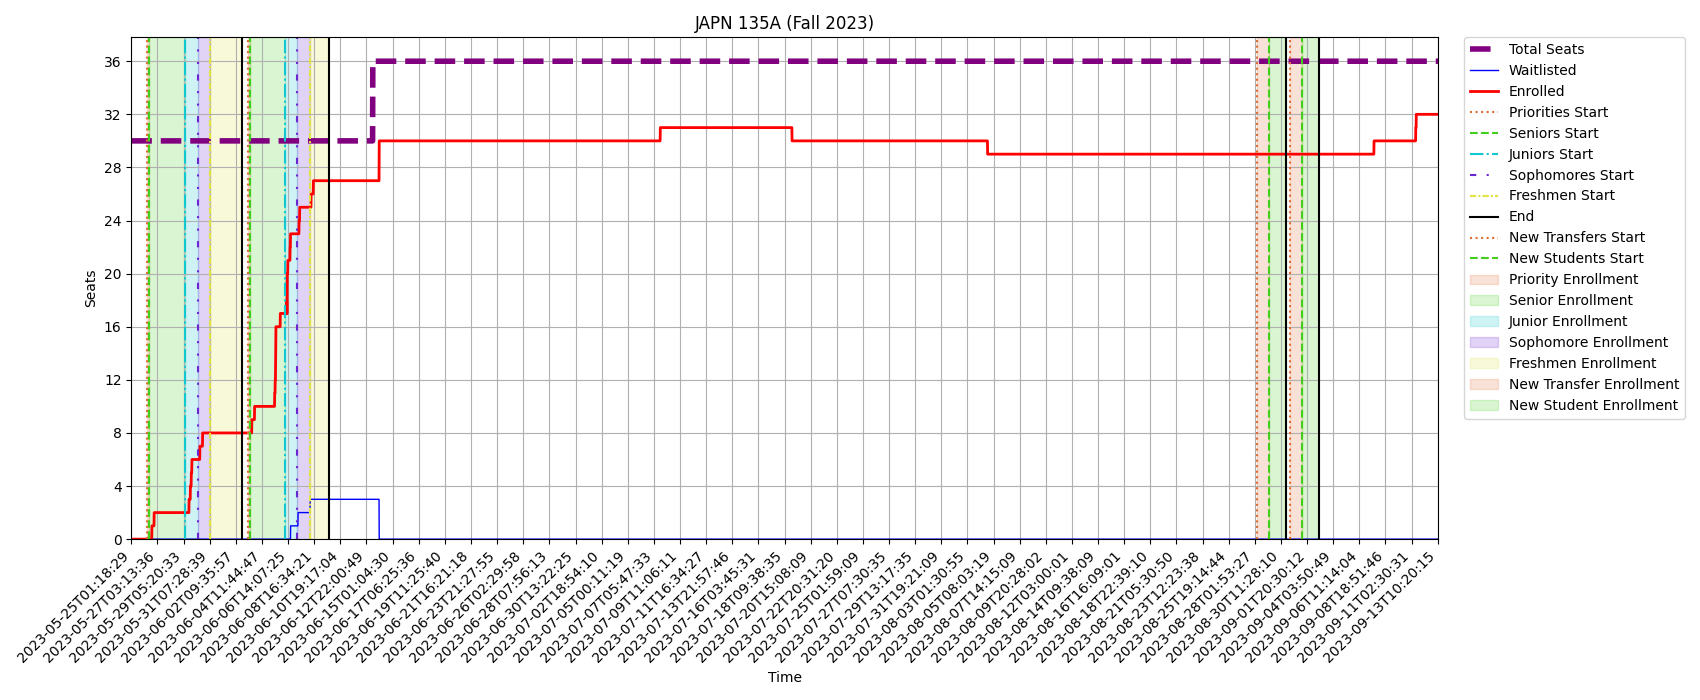 JAPN 135A (Fall 2023)
Seats
36
32
28
24
20
16
12
8
4
0
2023-05-25T01:18:29
2023-05-27T03:13:36
2023-05-29T05:20:33
2023-05-31T07:28:39
2023-06-02T09:35:57
2023-06-04T11:44:47
2023-06-06T14:07:25
2023-06-08T16:34:21
2023-06-10T19:17:04
2023-06-12T22:00:49
2023-06-15T01:04:30
2023-06-17T06:25:36
2023-06-19T11:25:40
2023-06-21T16:21:18
2023-06-23T21:27:55
2023-06-26T02:29:58
2023-06-28T07:56:13
2023-06-30T13:22:25
2023-07-02T18:54:10
2023-07-05T00:11:19
2023-07-07T05:47:33
2023-07-09T11:06:11
2023-07-11T16:34:27
2023-07-13T21:57:46
2023-07-16T03:45:31
2023-07-18T09:38:35
2023-07-20T15:08:09
2023-07-22T20:31:20
2023-07-25T01:59:09
2023-07-27T07:30:35
2023-07-29T13:17:35
2023-07-31T19:21:09
2023-08-03T01:30:55
2023-08-05T08:03:19
2023-08-07T14:15:09
2023-08-09T20:28:02
2023-08-12T03:00:01
2023-08-14T09:38:09
2023-08-16T16:09:01
2023-08-18T22:39:10
2023-08-21T05:30:50
2023-08-23T12:23:38
2023-08-25T19:14:44
2023-08-28T01:53:27
2023-08-30T11:28:10
2023-09-01T20:30:12
2023-09-04T03:50:49
2023-09-06T11:14:04
2023-09-08T18:51:46
2023-09-11T02:30:31
2023-09-13T10:20:15
Time
Total Seats
Waitlisted
Enrolled
Priorities Start
Seniors Start
Juniors Start
Sophomores Start
Freshmen Start
End
New Transfers Start
New Students Start
Priority Enrollment
Senior Enrollment
Junior Enrollment
Sophomore Enrollment
Freshmen Enrollment
New Transfer Enrollment
New Student Enrollment